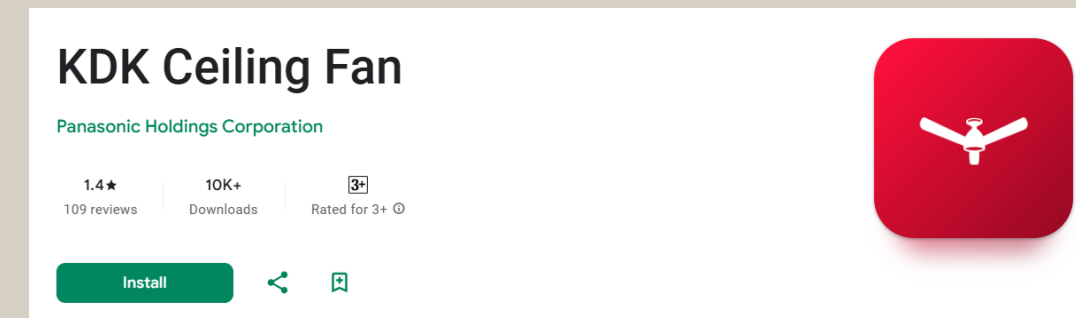 KDK Ceiling Fan
Panasonic Holdings Corporation
1.4★ 10K+ 3+
109 reviews Downloads Rated for 3+
Install